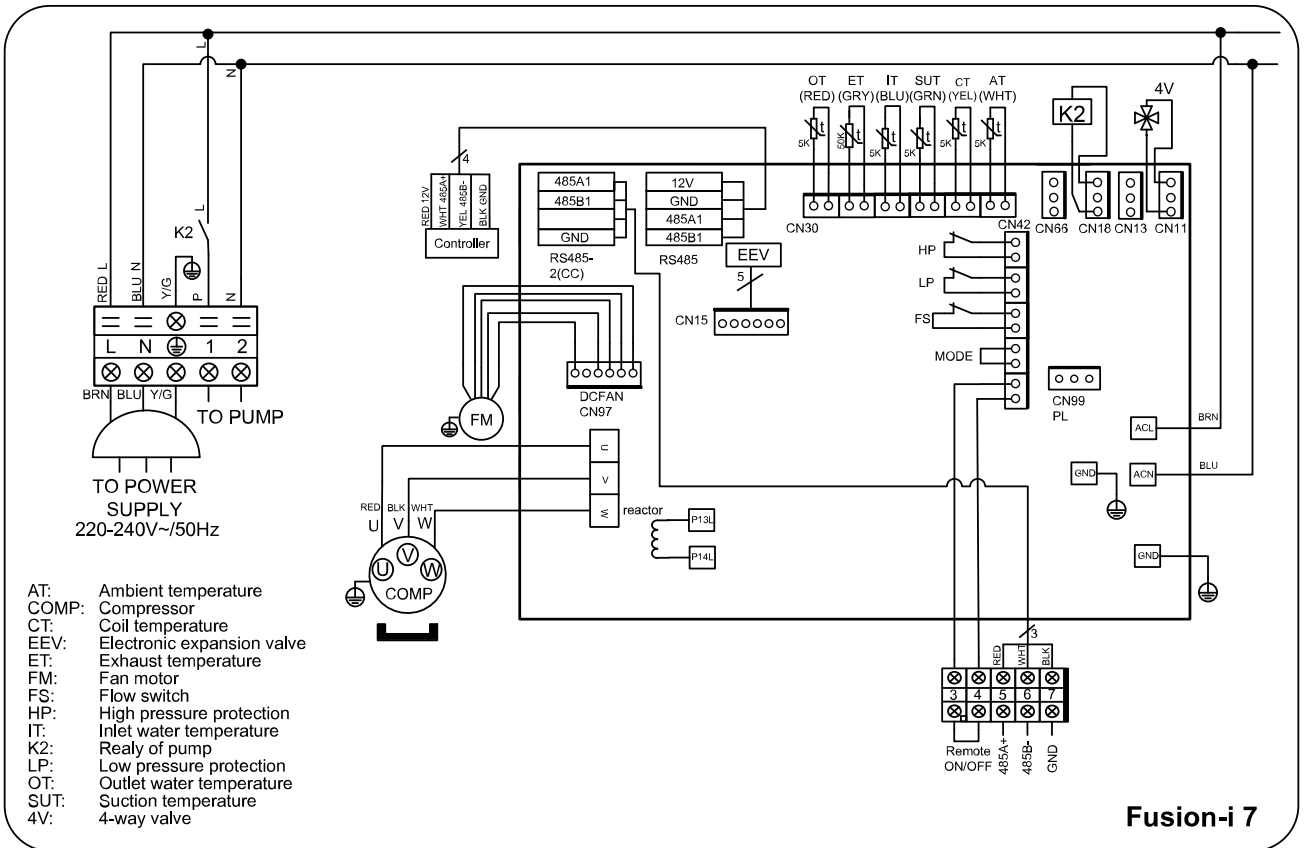 L
N
OT ET IT SUT CT AT
(RED) (GRY) (BLU) (GRN) (YEL) (WHT)
t t t t t t
5K 50K 5K 5K 5K 5K
K2
4V
4
RED 12V
WHT 485A+
YEL 485B-
BLK GND
Controller
485A1
485B1
GND
RS485-
2(CC)
12V
GND
485A1
485B1
RS485
EEV
5
CN15
CN30
CN42
CN66
CN18
CN13
CN11
HP
LP
FS
MODE
CN99
PL
L
K2
RED L
BLU N
Y/G
P
N
L N 1 2
BRN BLU Y/G
TO PUMP
TO POWER
SUPPLY
220-240V~/50Hz
DCFAN
CN97
FM
U
V
W
reactor
P13L
P14L
RED BLK WHT
U V W
U V W
COMP
ACL
BRN
ACN
BLU
GND
GND
3
RED
WHT
BLK
3 4 5 6 7
Remote
ON/OFF
485A+
485B-
GND
AT: Ambient temperature
COMP: Compressor
CT: Coil temperature
EEV: Electronic expansion valve
ET: Exhaust temperature
FM: Fan motor
FS: Flow switch
HP: High pressure protection
IT: Inlet water temperature
K2: Realy of pump
LP: Low pressure protection
OT: Outlet water temperature
SUT: Suction temperature
4V: 4-way valve
Fusion-i 7